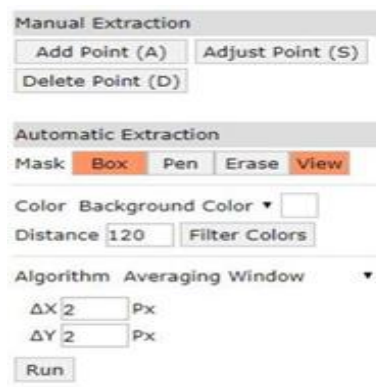 Manual Extraction
Add Point (A) Adjust Point (S)
Delete Point (D)
Automatic Extraction
Mask Box Pen Erase View
Color Background Color
Distance 120 Filter Colors
Algorithm Averaging Window
ΔX 2 Px
ΔY 2 Px
Run